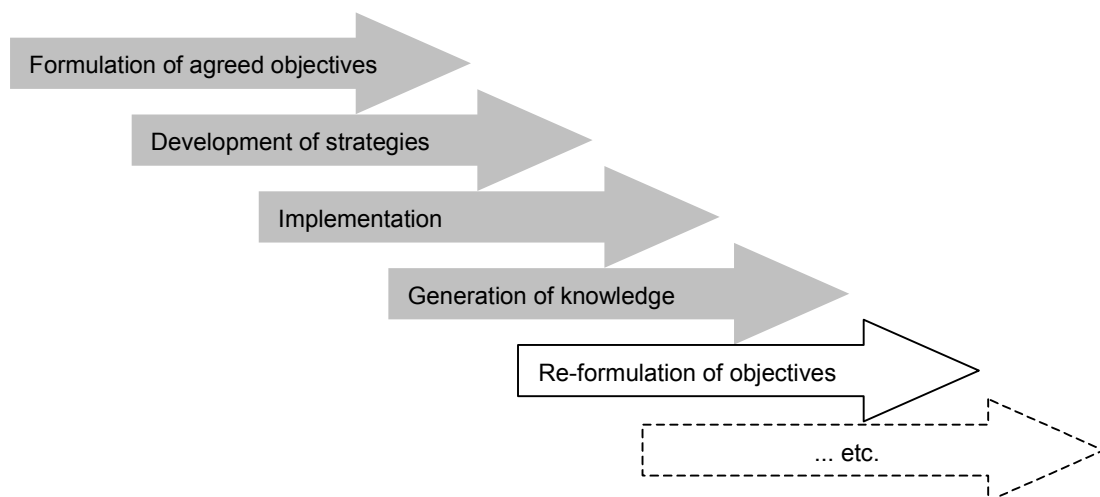 Formulation of agreed objectives
Development of strategies
Implementation
Generation of knowledge
Re-formulation of objectives
... etc.